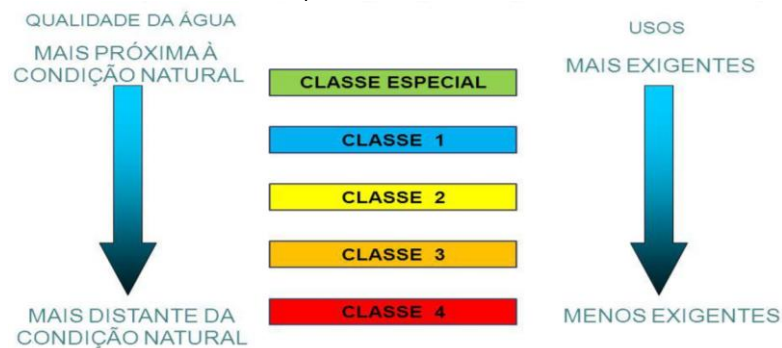 QUALIDADE DA ÁGUA
MAIS PRÓXIMA À
CONDIÇÃO NATURAL
USOS
MAIS EXIGENTES
CLASSE ESPECIAL
CLASSE 1
CLASSE 2
CLASSE 3
CLASSE 4
MAIS DISTANTE DA
CONDIÇÃO NATURAL
MENOS EXIGENTES